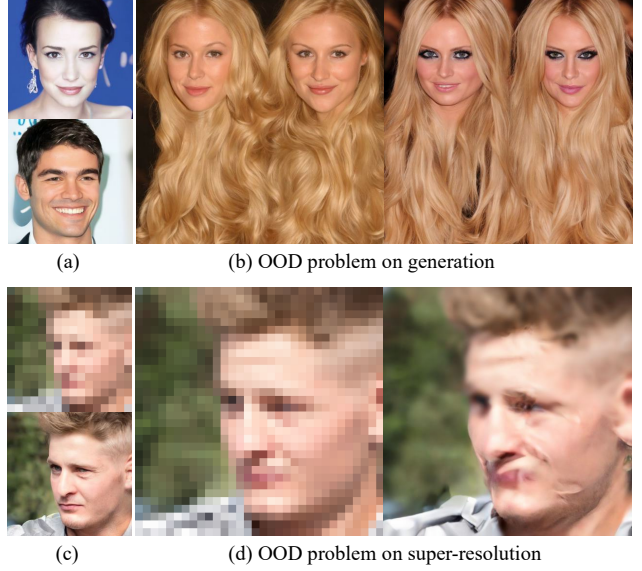 (a)
(b) OOD problem on generation
(c)
(d) OOD problem on super-resolution